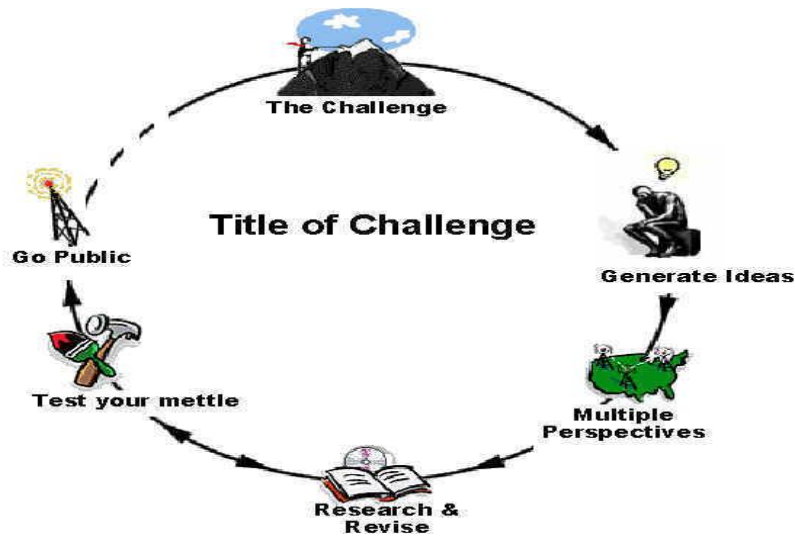 The Challenge
Title of Challenge
Generate Ideas
Multiple
Perspectives
Research &
Revise
Test your mettle
Go Public